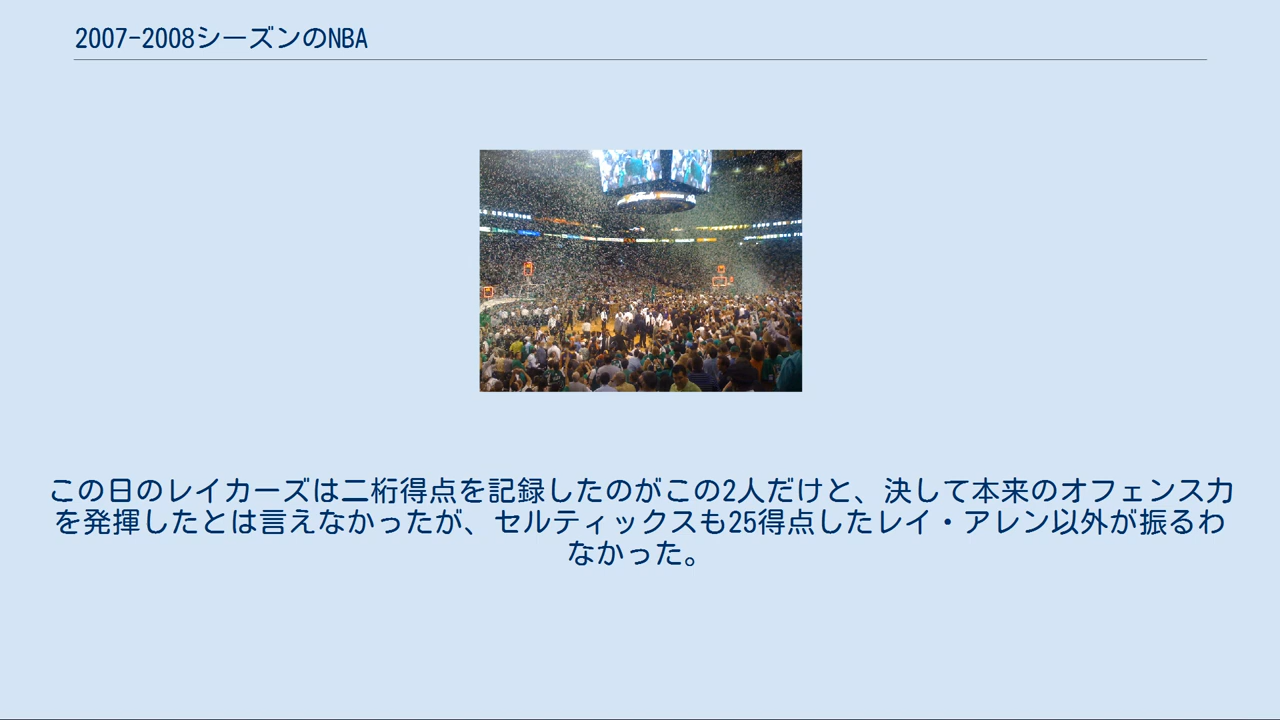 2007-2008シーズンのNBA
この日のレイカーズは二桁得点を記録したのがこの2人だけと、決して本来のオフェンス力
を発揮したとは言えなかったが、セルティックスも25得点したレイ・アレン以外が振るわ
なかった。